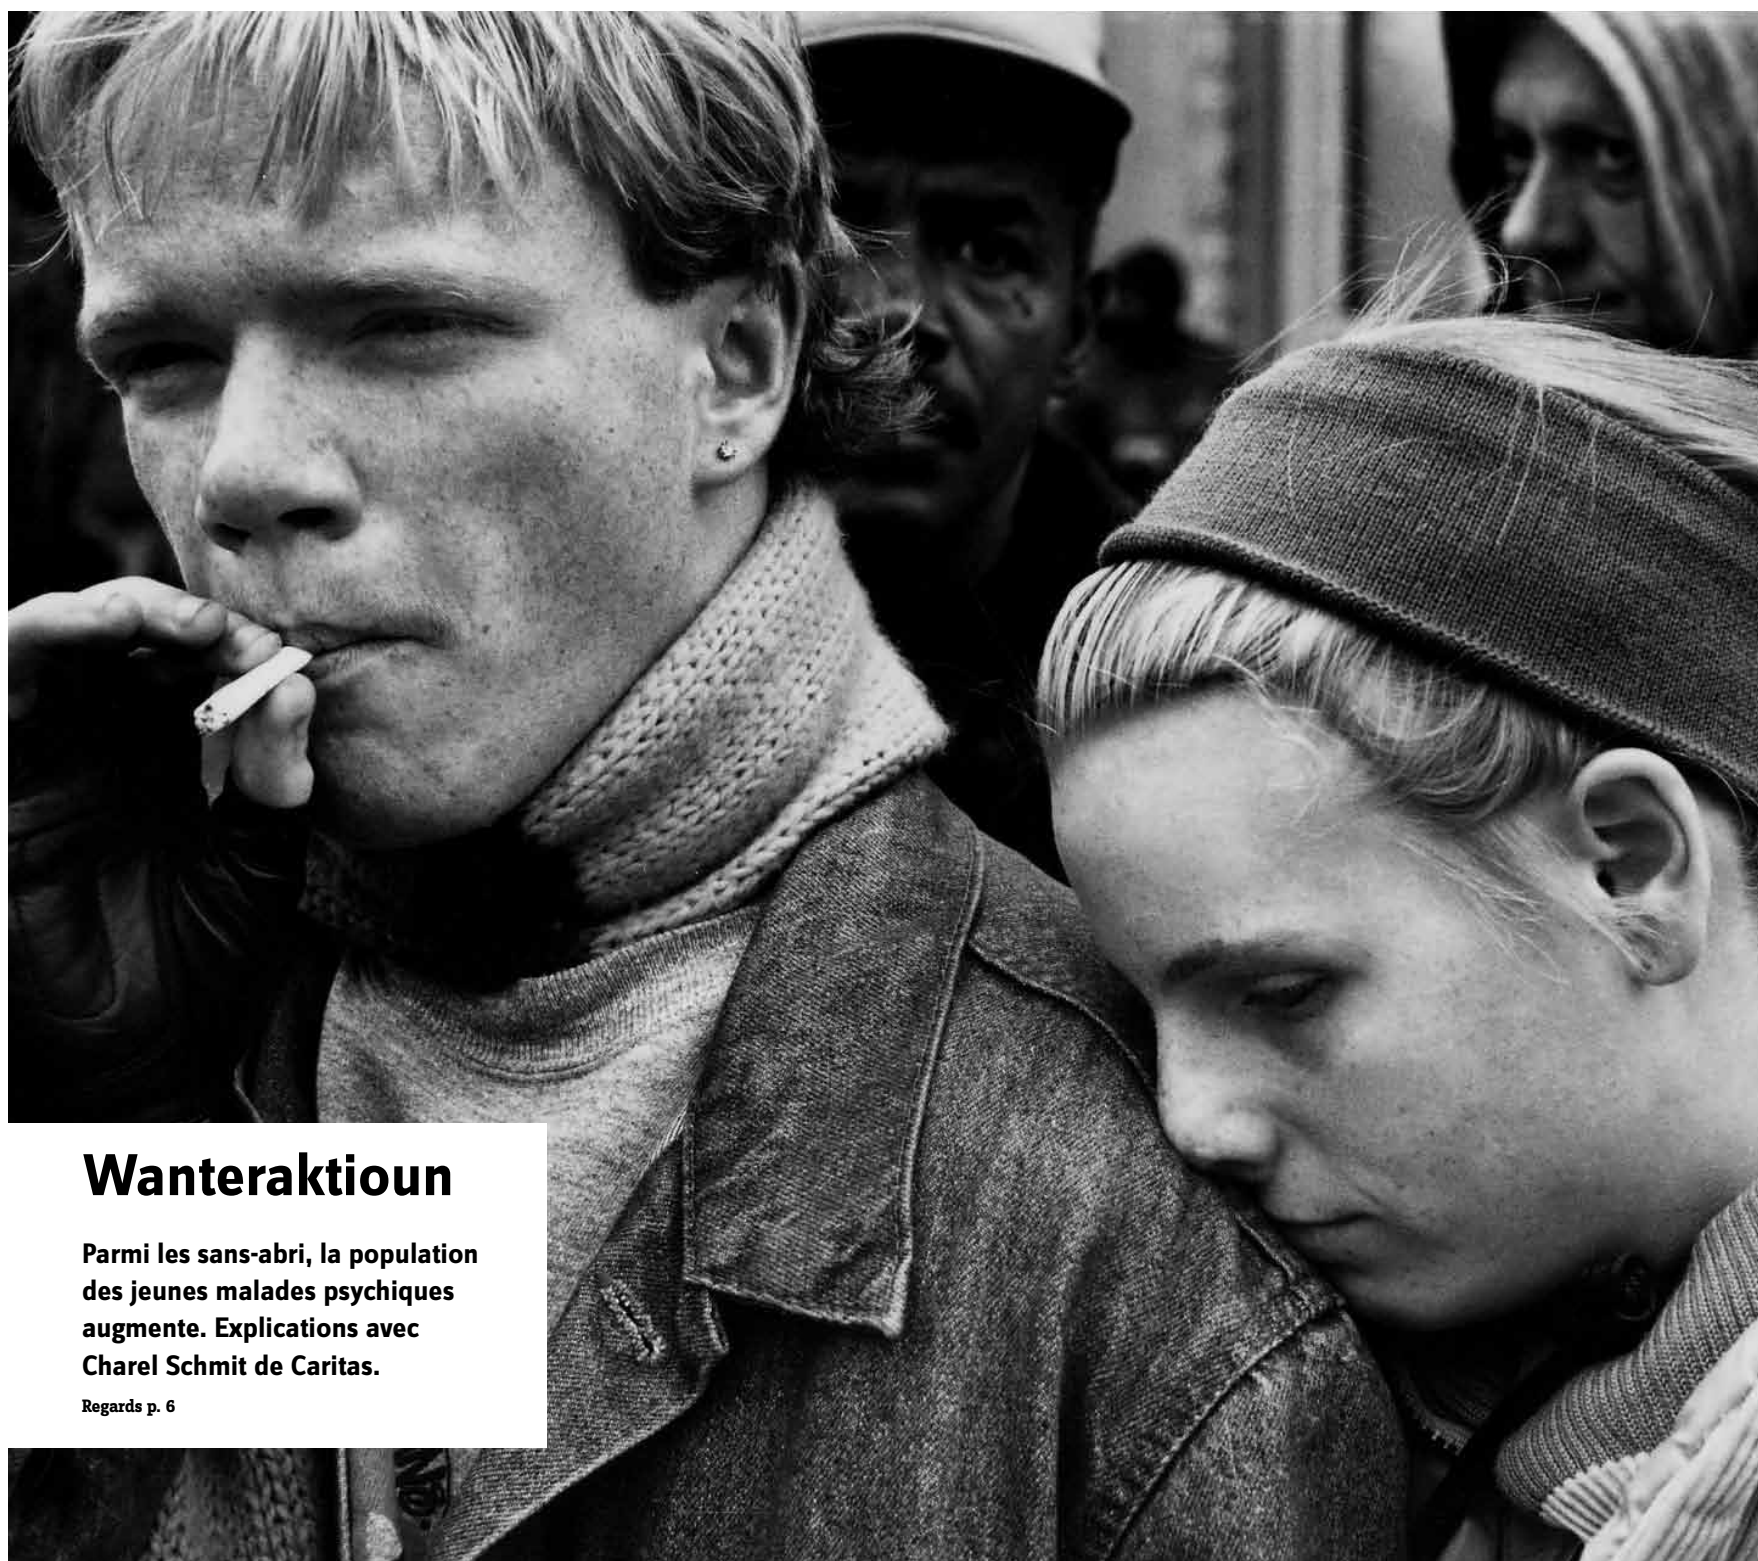 Wanteraktioun
Parmi les sans-abri, la population
des jeunes malades psychiques
augmente. Explications avec
Charel Schmit de Caritas.
Regards p. 6